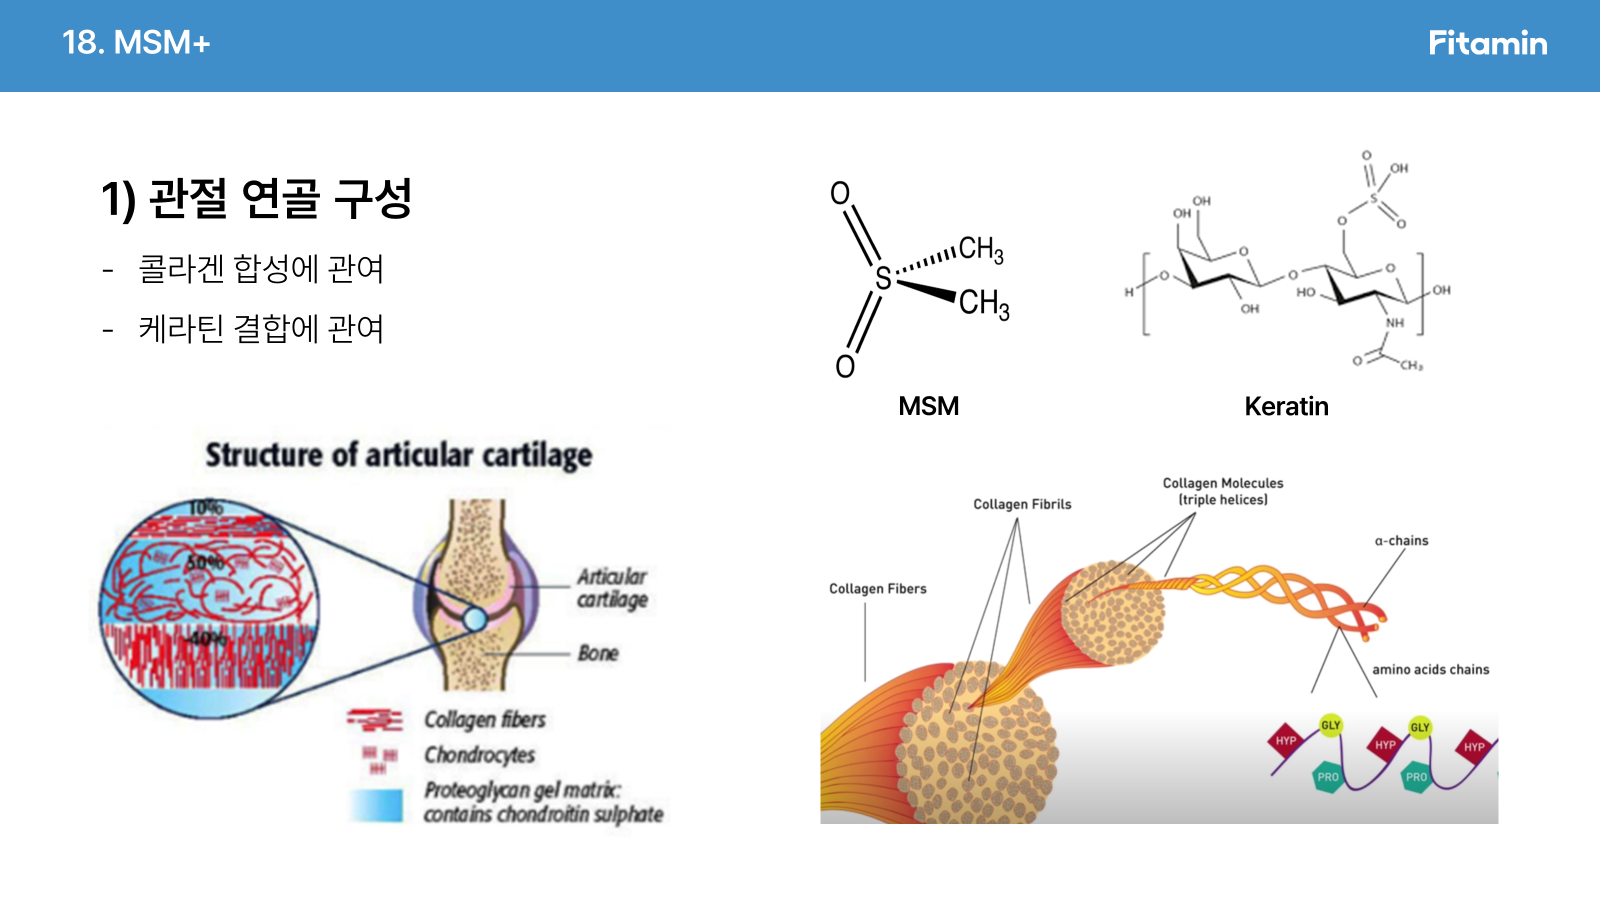 18. MSM+
Fitamin
1) 관절 연골 구성
- 콜라겐 합성에 관여
- 케라틴 결합에 관여
O
S
CH3
CH3
O
MSM
O
OH
S
O
O
OH
OH
O
H
O
OH
O
O
HO
OH
NH
O
CH3
Keratin
Structure of articular cartilage
10%
50%
40%
Articular
cartilage
Bone
Collagen fibers
Chondrocytes
Proteoglycan gel matrix:
contains chondroitin sulphate
Collagen Molecules
(triple helices)
Collagen Fibrils
α-chains
Collagen Fibers
amino acids chains
HYP
GLY
PRO
HYP
GLY
PRO
HYP